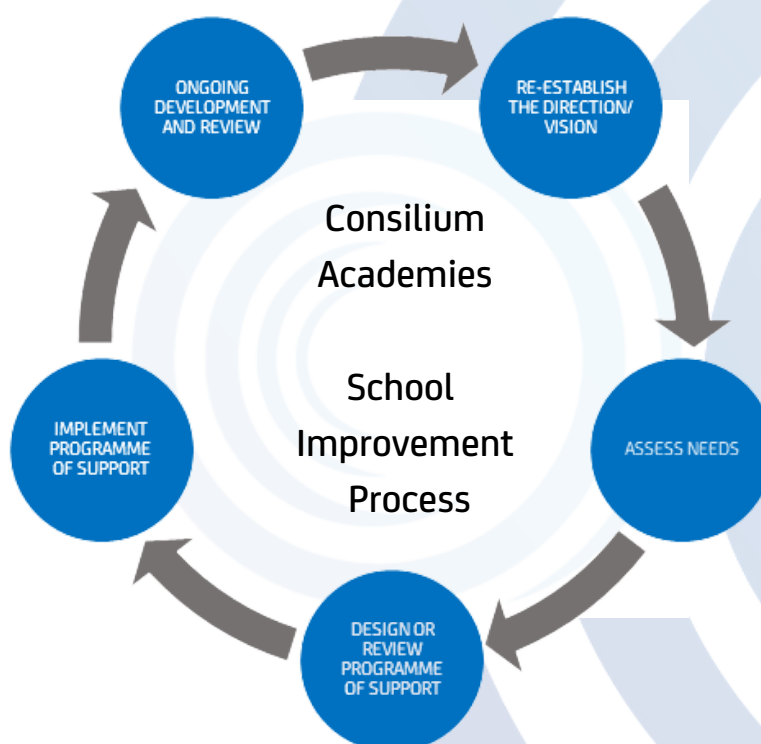 ONGOING
DEVELOPMENT
AND REVIEW
RE-ESTABLISH
THE DIRECTION/
VISION
Consilium
Academies
School
Improvement
Process
ASSESS NEEDS
DESIGN OR
REVIEW
PROGRAMME
OF SUPPORT
IMPLEMENT
PROGRAMME
OF SUPPORT